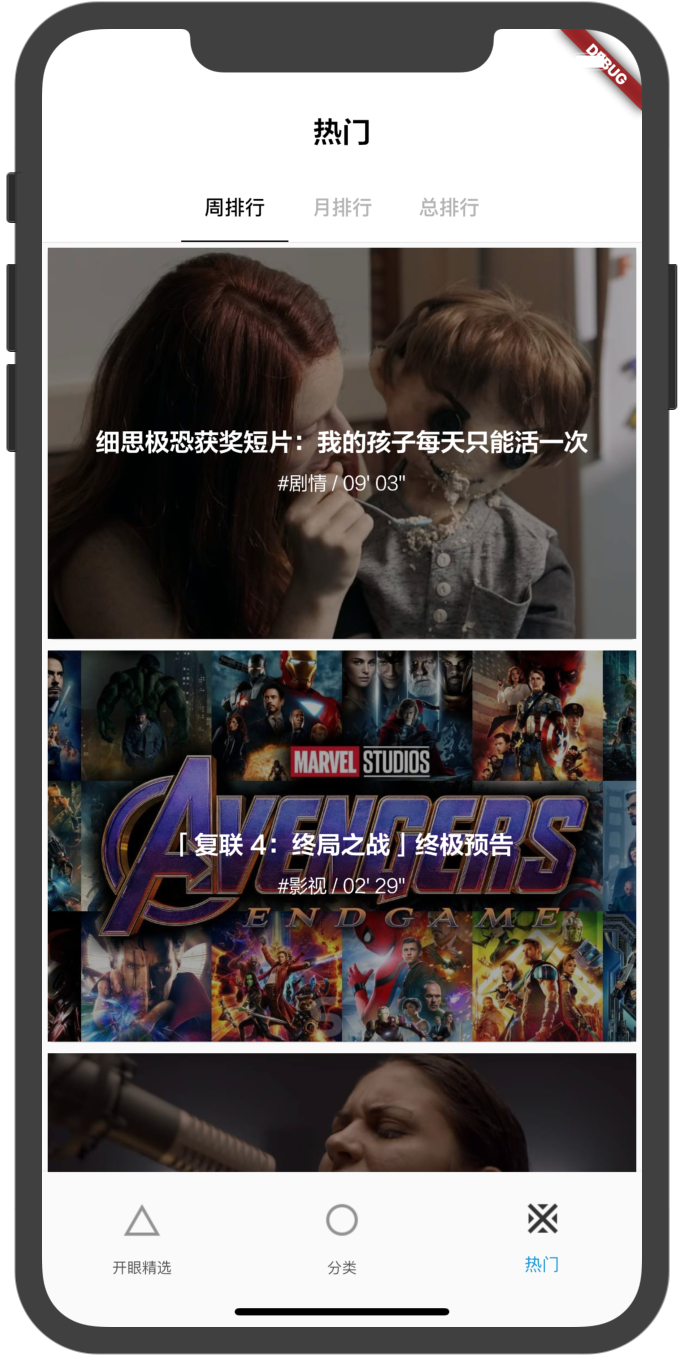 DEBUG
热门
周排行 月排行 总排行
细思极恐获奖短片：我的孩子每天只能活一次
#剧情 / 09' 03"
MARVEL STUDIOS
AVENGERS
「 复联 4：终局之战 」终极预告
#影视 / 02' 29"
ENDGAME
开眼精选 分类 热门